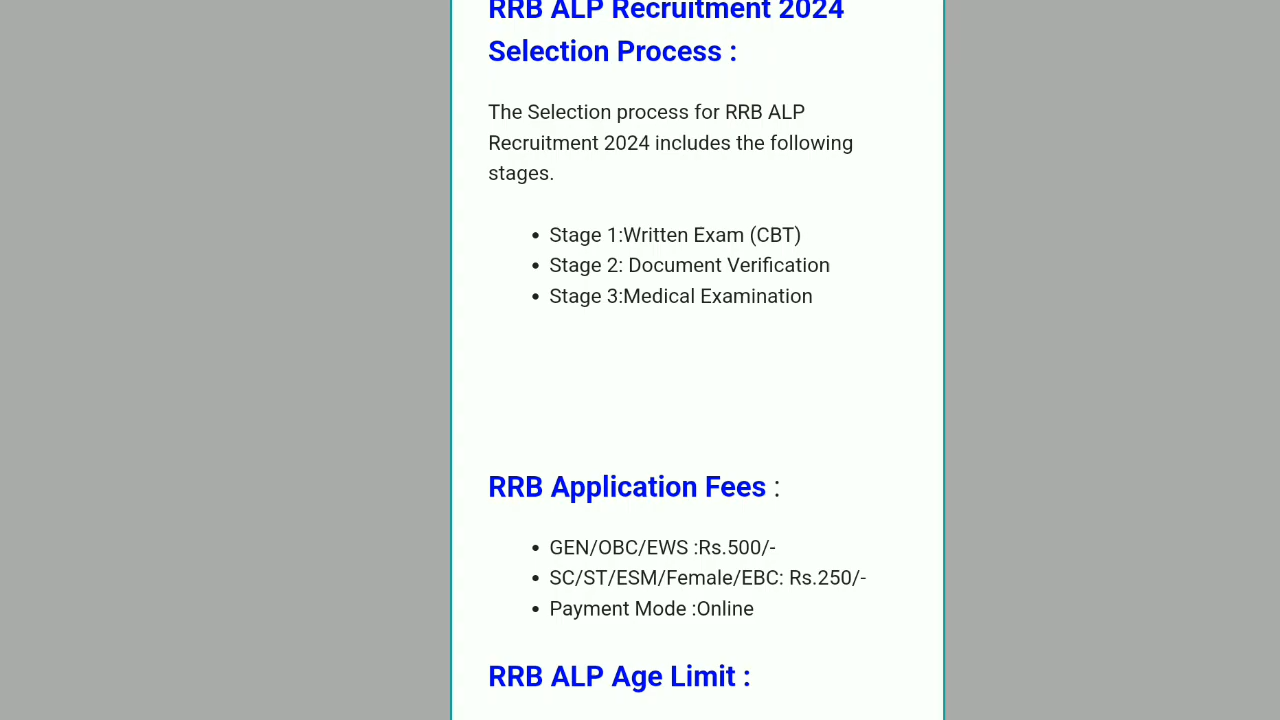 RRB ALP Recruitment 2024
Selection Process :
The Selection process for RRB ALP
Recruitment 2024 includes the following
stages.
• Stage 1:Written Exam (CBT)
• Stage 2: Document Verification
• Stage 3:Medical Examination
RRB Application Fees :
• GEN/OBC/EWS :Rs.500/-
• SC/ST/ESM/Female/EBC: Rs.250/-
• Payment Mode :Online
RRB ALP Age Limit :